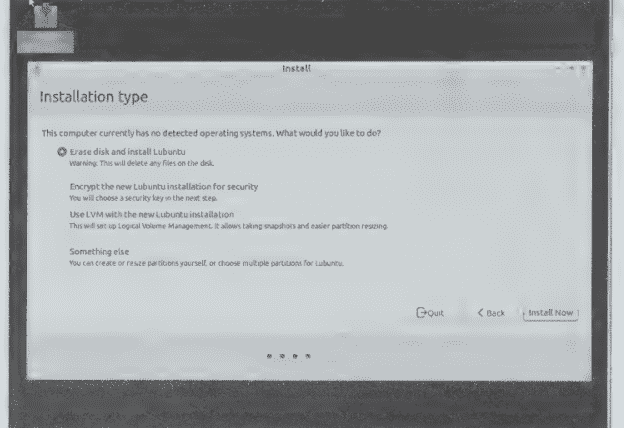 Install
Installation type
This computer currently has no detected operating systems. What would you like to do?
Erase disk and install Lubuntu
Warning: This will delete any files on the disk.
Encrypt the new Lubuntu installation for security
You will choose a security key in the next step.
Use LVM with the new Lubuntu installation
This will set up Logical Volume Management. It allows taking snapshots and easier partition resizing.
Something else
You can create or resize partitions yourself, or choose multiple partitions for Lubuntu.
Quit
Back
Install Now